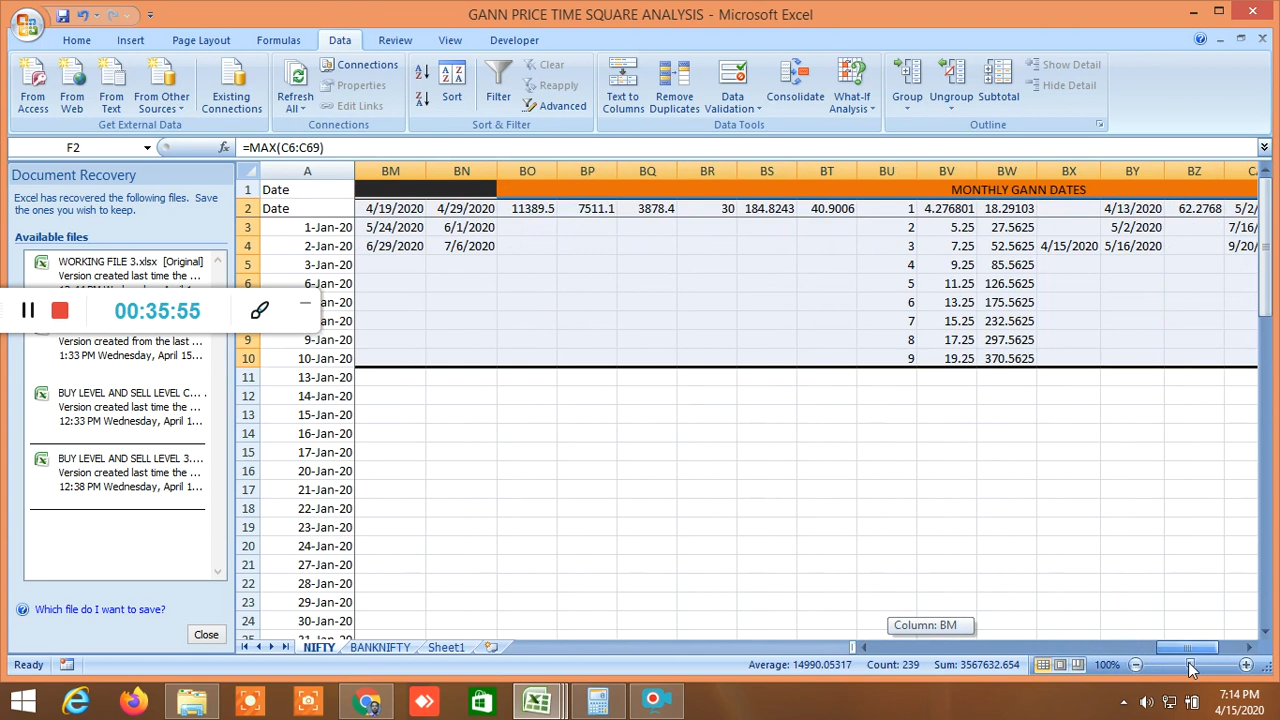 GANN PRICE TIME SQUARE ANALYSIS - Microsoft Excel
Home Insert Page Layout Formulas Data Review View Developer
From Access From Web From Text From Other Sources Existing Connections Refresh All Connections Properties Edit Links Sort Filter Clear Reapply Advanced Text to Columns Remove Duplicates Data Validation Consolidate What-If Analysis Group Ungroup Subtotal Show Detail Hide Detail
Get External Data Connections Sort & Filter Data Tools Outline
F2 fx =MAX(C6:C69)
Document Recovery
Excel has recovered the following files. Save
the ones you wish to keep.
Available files
WORKING FILE 3.xlsx [Original]
Version created last time the ...
00:35:55
Version created from the last ...
1:33 PM Wednesday, April 15...
BUY LEVEL AND SELL LEVEL C... .
Version created last time the ...
12:33 PM Wednesday, April 1...
BUY LEVEL AND SELL LEVEL 3....
Version created last time the ...
12:38 PM Wednesday, April 1...
Which file do I want to save?
Close
A BM BN BO BP BQ BR BS BT BU BV BW BX BY BZ
1 Date MONTHLY GANN DATES
2 Date 4/19/2020 4/29/2020 11389.5 7511.1 3878.4 30 184.8243 40.9006 1 4.276801 18.29103 4/13/2020 62.2768 5/2/
3 1-Jan-20 5/24/2020 6/1/2020 2 5.25 27.5625 5/2/2020 7/16/
4 2-Jan-20 6/29/2020 7/6/2020 3 7.25 52.5625 4/15/2020 5/16/2020 9/20/
5 3-Jan-20 4 9.25 85.5625
6 6-Jan-20 5 11.25 126.5625
6 13.25 175.5625
7 15.25 232.5625
9 9-Jan-20 8 17.25 297.5625
10 10-Jan-20 9 19.25 370.5625
11 13-Jan-20
12 14-Jan-20
13 15-Jan-20
14 16-Jan-20
15 17-Jan-20
16 20-Jan-20
17 21-Jan-20
18 22-Jan-20
19 23-Jan-20
20 24-Jan-20
21 27-Jan-20
22 28-Jan-20
23 29-Jan-20
24 30-Jan-20
Column: BM
NIFTY BANKNIFTY Sheet1
Ready Average: 14990.05317 Count: 239 Sum: 3567632.654 100%
7:14 PM
4/15/2020